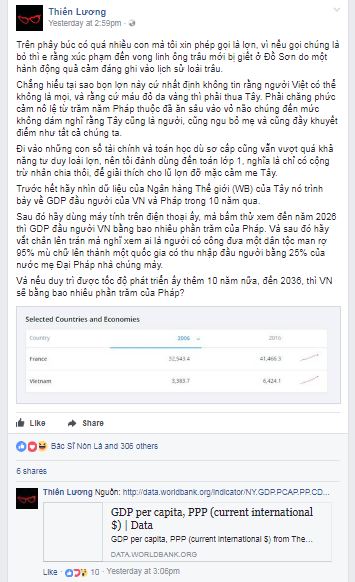 Thiên Lương
Yesterday at 2:59pm ·
Trên phây búc có quá nhiều con mà tôi xin phép gọi là lợn, vì nếu gọi chúng là
bò thì e rằng xúc phạm đến vong linh ông trâu mới bị giết ở Đồ Sơn do một
hành động quả cảm đáng ghi vào lịch sử loài trâu.
Chẳng hiểu tại sao bọn lợn này cứ nhất định không tin rằng người Việt có thể
không là mọi, và rằng cứ máu đỏ da vàng thì phải thua Tây. Phải chăng phức
cảm nô lệ từ trăm năm Pháp thuộc đã ăn sâu vào vỏ não chúng đến mức
không dám nghĩ rằng Tây cũng là người, cũng ngu bỏ mẹ và cũng đầy khuyết
điểm như tất cả chúng ta.
Đi vào những con số tài chính và toán học dù sơ cấp cũng vẫn vượt quá khả
năng tư duy loài lợn, nên tôi đành dùng đến toán lớp 1, nghĩa là chỉ có cộng
trừ nhân chia thôi, để giải thích cho lũ lợn đỡ mặc cảm mê Tây.
Trước hết hãy nhìn dữ liệu của Ngân hàng Thế giới (WB) của Tây nó trình
bày về GDP đầu người của VN và Pháp trong 10 năm qua.
Sau đó hãy dùng máy tính trên điện thoại ấy, mà bấm thử xem đến năm 2026
thì GDP đầu người VN bằng bao nhiêu phần trăm của Pháp. Và sau đó hãy
vắt chân lên trán mà nghĩ xem ai là người có công đưa một dân tộc man rợ
95% mù chữ lên thành một quốc gia có thu nhập đầu người bằng 25% của
nước mẹ Đại Pháp nhà chúng mày.
Và nếu duy trì được tốc độ phát triển ấy thêm 10 năm nữa, đến 2036, thì VN
sẽ bằng bao nhiêu phần trăm của Pháp?
Selected Countries and Economies
Country 2006 2016
France 32,543.4 41,466.3
Vietnam 3,383.7 6,424.1
Like Share
Bác Sĩ Nón Lá and 306 others
6 shares
Thiên Lương Nguồn: http://data.worldbank.org/indicator/NY.GDP.PCAP.PP.CD...
GDP per capita, PPP (current international
$) | Data
GDP per capita, PPP (current international $) from The...
DATA.WORLDBANK.ORG
Like · 10 · Yesterday at 3:06pm